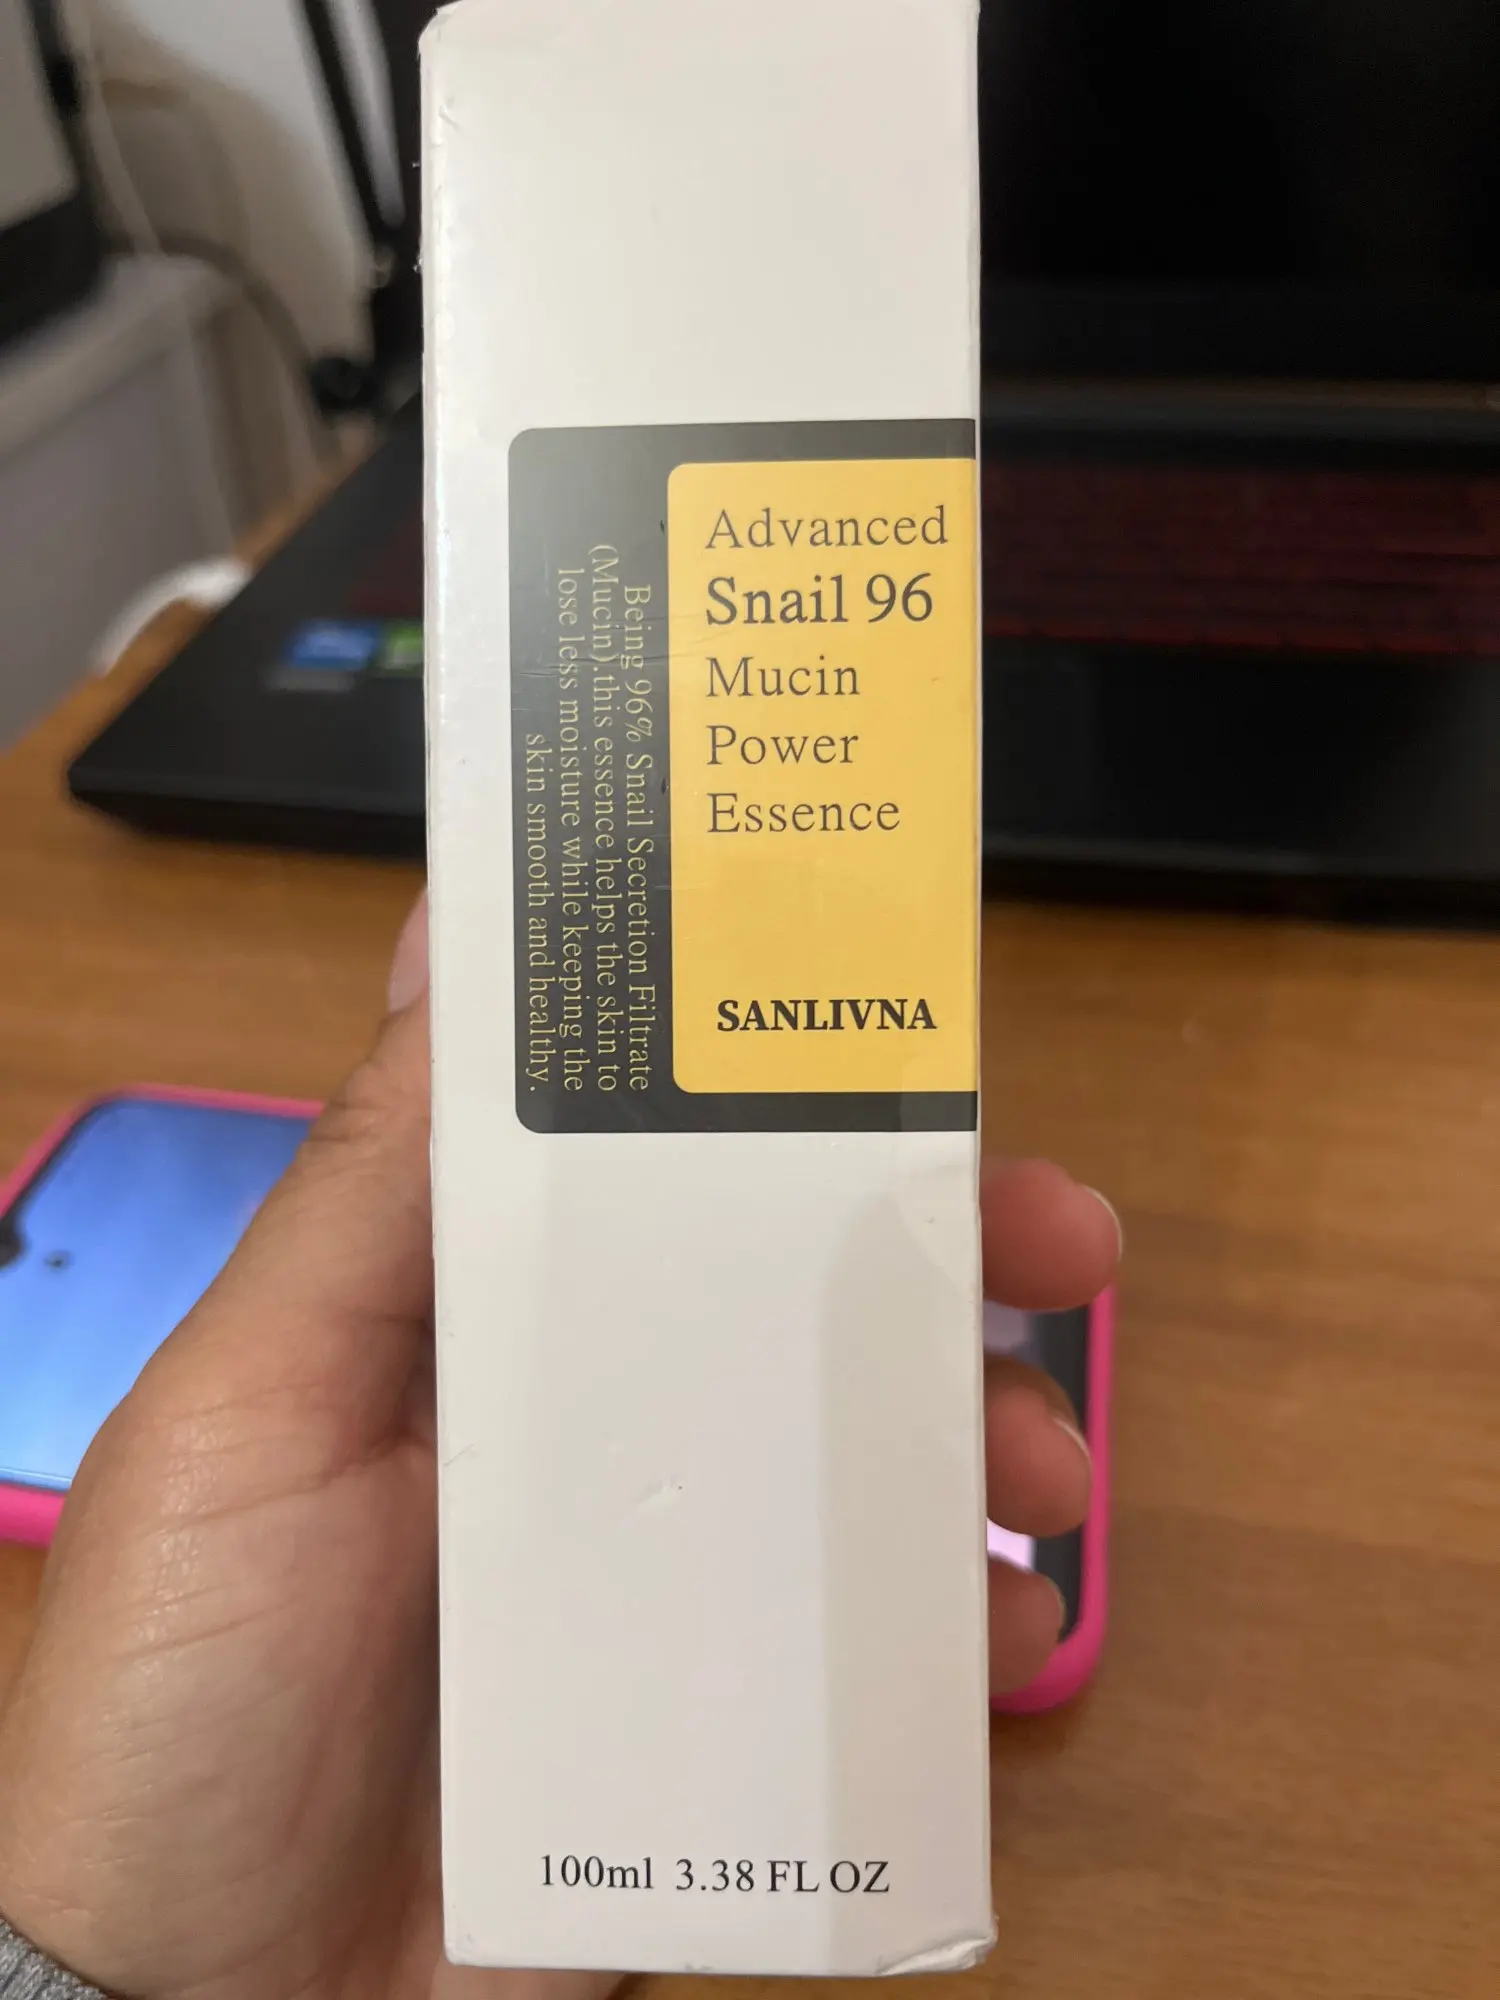 Advanced
Snail 96
Mucin
Power
Essence
SANLIVNA
Being 96% Snail Secretion Filtrate
(Mucin).this essence helps the skin to
lose less moisture while keeping the
skin smooth and healthy.
100ml 3.38 FL OZ